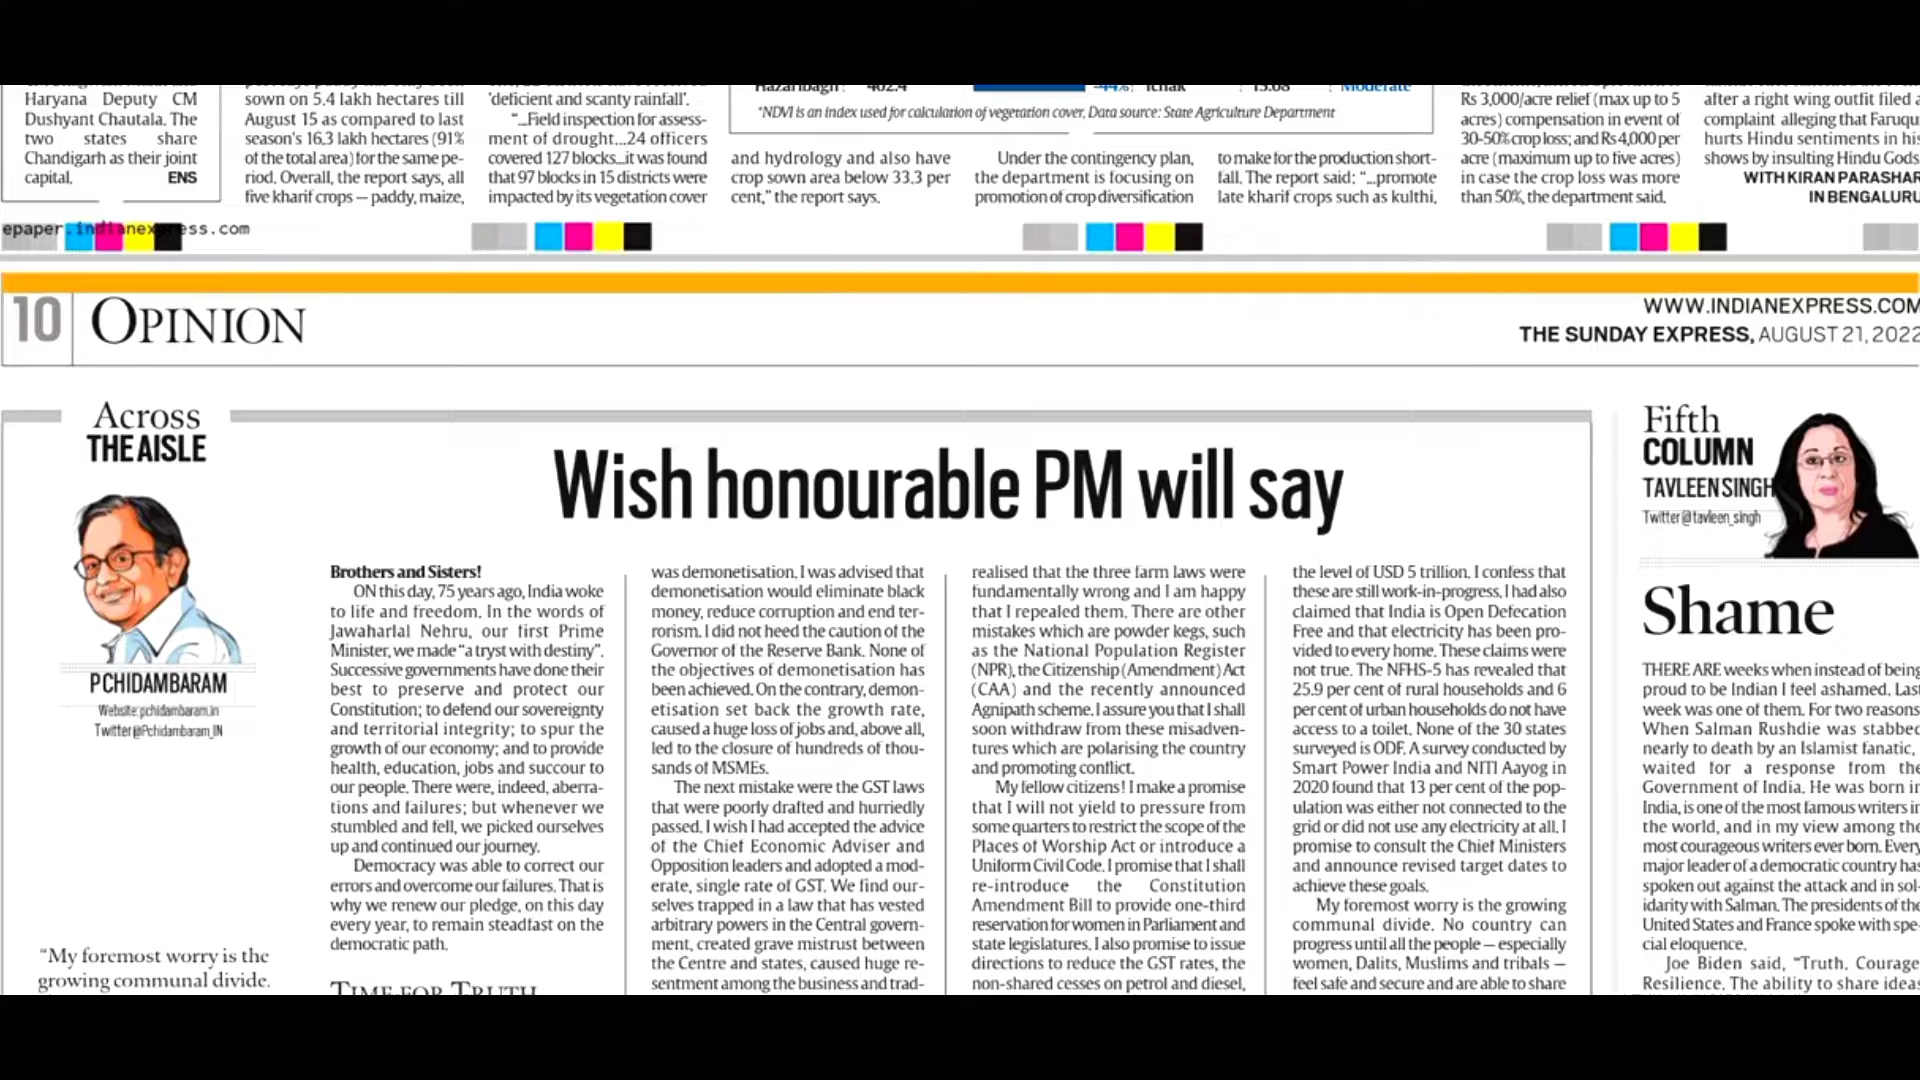 Haryana Deputy CM
Dushyant Chautala. The
two states share
Chandigarh as their joint
capital. ENS
sown on 5.4 lakh hectares till
August 15 as compared to last
season's 16.3 lakh hectares (91%
of the total area) for the same pe-
riod. Overall, the report says, all
five kharif crops — paddy, maize,
'deficient and scanty rainfall'.
"...Field inspection for assess-
ment of drought...24 officers
covered 127 blocks...it was found
that 97 blocks in 15 districts were
impacted by its vegetation cover
Hazaribagh 402.4 -44% Ichak 15.08 Moderate
*NDVI is an index used for calculation of vegetation cover, Data source: State Agriculture Department
and hydrology and also have
crop sown area below 33.3 per
cent," the report says.
Under the contingency plan,
the department is focusing on
promotion of crop diversification
to make for the production short-
fall. The report said: "...promote
late kharif crops such as kulthi,
Rs 3,000/acre relief (max up to 5
acres) compensation in event of
30-50% crop loss; and Rs 4,000 per
acre (maximum up to five acres)
in case the crop loss was more
than 50%, the department said.
after a right wing outfit filed a
complaint alleging that Faruqui
hurts Hindu sentiments in his
shows by insulting Hindu Gods.
WITH KIRAN PARASHAR
IN BENGALURU
epaper.indianexpress.com
10 OPINION
WWW.INDIANEXPRESS.COM
THE SUNDAY EXPRESS, AUGUST 21, 2022
Across
THE AISLE
P CHIDAMBARAM
Website: pchidambaram.in
Twitter @Pchidambaram_IN
"My foremost worry is the
growing communal divide.
Wish honourable PM will say
Brothers and Sisters!
ON this day, 75 years ago, India woke
to life and freedom. In the words of
Jawaharlal Nehru, our first Prime
Minister, we made "a tryst with destiny".
Successive governments have done their
best to preserve and protect our
Constitution; to defend our sovereignty
and territorial integrity; to spur the
growth of our economy; and to provide
health, education, jobs and succour to
our people. There were, indeed, aberra-
tions and failures; but whenever we
stumbled and fell, we picked ourselves
up and continued our journey.
Democracy was able to correct our
errors and overcome our failures. That is
why we renew our pledge, on this day
every year, to remain steadfast on the
democratic path.
TIME FOR TRUTH
was demonetisation. I was advised that
demonetisation would eliminate black
money, reduce corruption and end ter-
rorism. I did not heed the caution of the
Governor of the Reserve Bank. None of
the objectives of demonetisation has
been achieved. On the contrary, demon-
etisation set back the growth rate,
caused a huge loss of jobs and, above all,
led to the closure of hundreds of thou-
sands of MSMEs.
The next mistake were the GST laws
that were poorly drafted and hurriedly
passed. I wish I had accepted the advice
of the Chief Economic Adviser and
Opposition leaders and adopted a mod-
erate, single rate of GST. We find our-
selves trapped in a law that has vested
arbitrary powers in the Central govern-
ment, created grave mistrust between
the Centre and states, caused huge re-
sentment among the business and trad-
realised that the three farm laws were
fundamentally wrong and I am happy
that I repealed them. There are other
mistakes which are powder kegs, such
as the National Population Register
(NPR), the Citizenship (Amendment) Act
(CAA) and the recently announced
Agnipath scheme. I assure you that I shall
soon withdraw from these misadven-
tures which are polarising the country
and promoting conflict.
My fellow citizens! I make a promise
that I will not yield to pressure from
some quarters to restrict the scope of the
Places of Worship Act or introduce a
Uniform Civil Code. I promise that I shall
re-introduce the Constitution
Amendment Bill to provide one-third
reservation for women in Parliament and
state legislatures. I also promise to issue
directions to reduce the GST rates, the
non-shared cesses on petrol and diesel,
the level of USD 5 trillion. I confess that
these are still work-in-progress. I had also
claimed that India is Open Defecation
Free and that electricity has been pro-
vided to every home. These claims were
not true. The NFHS-5 has revealed that
25.9 per cent of rural households and 6
per cent of urban households do not have
access to a toilet. None of the 30 states
surveyed is ODF. A survey conducted by
Smart Power India and NITI Aayog in
2020 found that 13 per cent of the pop-
ulation was either not connected to the
grid or did not use any electricity at all. I
promise to consult the Chief Ministers
and announce revised target dates to
achieve these goals.
My foremost worry is the growing
communal divide. No country can
progress until all the people — especially
women, Dalits, Muslims and tribals —
feel safe and secure and are able to share
Fifth
COLUMN
TAVLEEN SINGH
Twitter@tavleen_singh
Shame
THERE ARE weeks when instead of being
proud to be Indian I feel ashamed. Last
week was one of them. For two reasons.
When Salman Rushdie was stabbed
nearly to death by an Islamist fanatic,
waited for a response from the
Government of India. He was born in
India, is one of the most famous writers in
the world, and in my view among the
most courageous writers ever born. Every
major leader of a democratic country has
spoken out against the attack and in sol-
idarity with Salman. The presidents of the
United States and France spoke with spe-
cial eloquence.
Joe Biden said, "Truth. Courage.
Resilience. The ability to share ideas